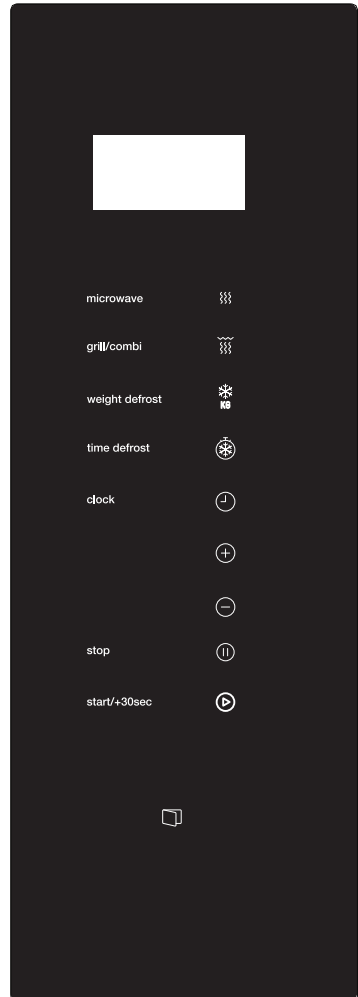 microwave
grill/combi
weight defrost
KG
time defrost
clock
stop
start/+30sec